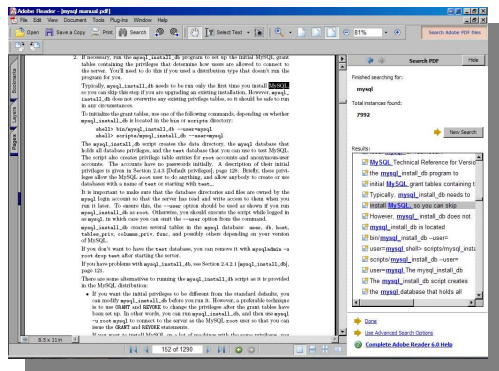 Adobe Reader - [mysql manual.pdf]
File Edit View Document Tools Plug-ins Window Help
Open Save a Copy Print Search Select Text 81% Search Adobe PDF files
Bookmarks
Layers
Pages
2. If necessary, run the mysql_install_db program to set up the initial MySQL grant
tables containing the privileges that determine how users are allowed to connect to
the server. You'll need to do this if you used a distribution type that doesn't run the
program for you.
Typically, mysql_install_db needs to be run only the first time you install MySQL,
so you can skip this step if you are upgrading an existing installation. However, mysql_
install_db does not overwrite any existing privilege tables, so it should be safe to run
in any circumstances.
To initialize the grant tables, use one of the following commands, depending on whether
mysql_install_db is located in the bin or scripts directory:
shell> bin/mysql_install_db --user=mysql
shell> scripts/mysql_install_db --user=mysql
The mysql_install_db script creates the data directory, the mysql database that
holds all database privileges, and the test database that you can use to test MySQL.
The script also creates privilege table entries for root accounts and anonymous-user
accounts. The accounts have no passwords initially. A description of their initial
privileges is given in Section 2.4.3 [Default privileges], page 128. Briefly, these privi-
leges allow the MySQL root user to do anything, and allow anybody to create or use
databases with a name of test or starting with test_.
It is important to make sure that the database directories and files are owned by the
mysql login account so that the server has read and write access to them when you
run it later. To ensure this, the --user option should be used as shown if you run
mysql_install_db as root. Otherwise, you should execute the script while logged in
as mysql, in which case you can omit the --user option from the command.
mysql_install_db creates several tables in the mysql database: user, db, host,
tables_priv, columns_priv, func, and possibly others depending on your version
of MySQL.
If you don't want to have the test database, you can remove it with mysqladmin -u
root drop test after starting the server.
If you have problems with mysql_install_db, see Section 2.4.2.1 [mysql_install_db],
page 123.
There are some alternatives to running the mysql_install_db script as it is provided
in the MySQL distribution:
• If you want the initial privileges to be different from the standard defaults, you
can modify mysql_install_db before you run it. However, a preferable technique
is to use GRANT and REVOKE to change the privileges after the grant tables have
been set up. In other words, you can run mysql_install_db, and then use mysql
-u root mysql to connect to the server as the MySQL root user so that you can
issue the GRANT and REVOKE statements.
If you want to install MySQL on a lot of machines with the same privileges, you
8.5 x 11 in
152 of 1290
Search PDF Hide
Finished searching for:
mysql
Total instances found:
7992
New Search
Results:
MySQL Technical Reference for Versio
the mysql_install_db program to
initial MySQL grant tables containing t
Typically, mysql_install_db needs to
install MySQL, so you can skip
However, mysql_ install_db does not
mysql_install_db is located
bin/mysql_install_db --user=
user=mysql shell> scripts/mysql_insta
scripts/mysql_install_db --user=
user=mysql The mysql_install_db
The mysql_install_db script creates
the mysql database that holds all
Done
Use Advanced Search Options
Complete Adobe Reader 6.0 Help